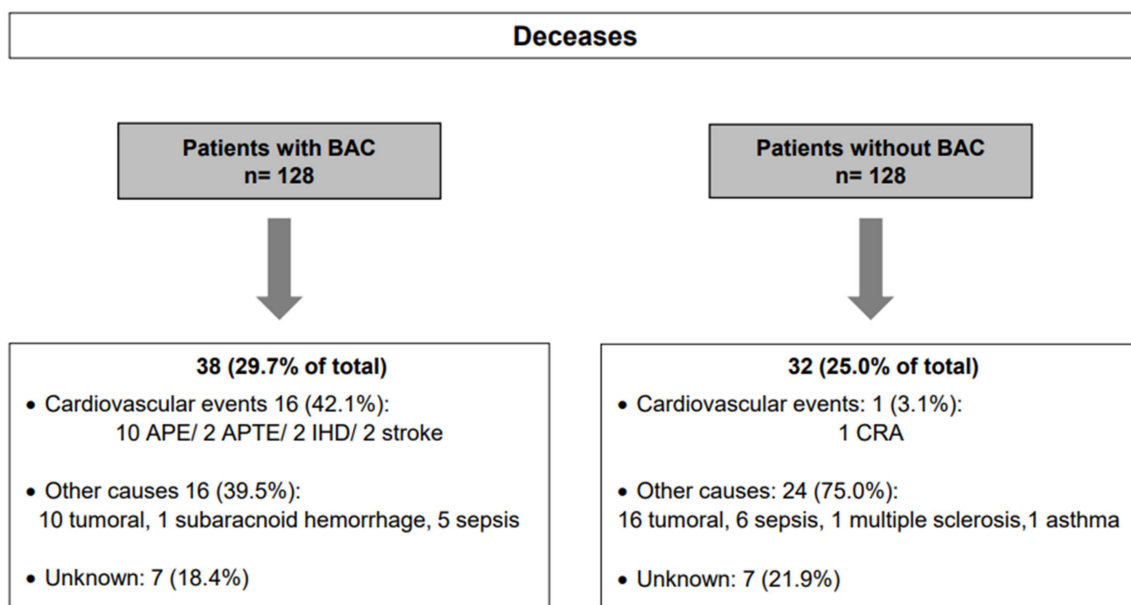 Deceases
Patients with BAC
n= 128
Patients without BAC
n= 128
38 (29.7% of total)
• Cardiovascular events 16 (42.1%):
10 APE/ 2 APTE/ 2 IHD/ 2 stroke
• Other causes 16 (39.5%):
10 tumoral, 1 subaracnoid hemorrhage, 5 sepsis
• Unknown: 7 (18.4%)
32 (25.0% of total)
• Cardiovascular events: 1 (3.1%):
1 CRA
• Other causes: 24 (75.0%):
16 tumoral, 6 sepsis, 1 multiple sclerosis,1 asthma
• Unknown: 7 (21.9%)